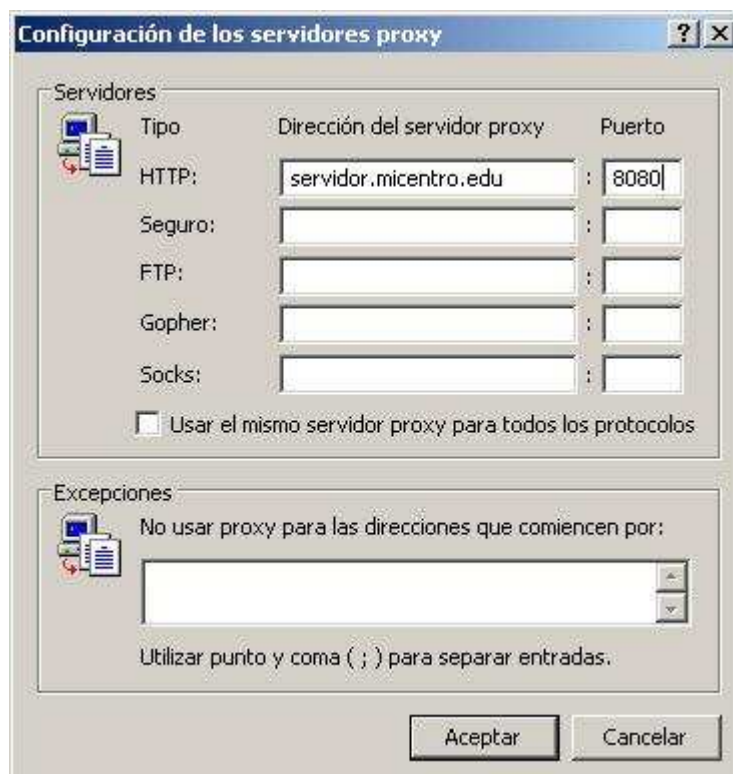 Configuración de los servidores proxy
Servidores
Tipo Dirección del servidor proxy Puerto
HTTP: servidor.micentro.edu : 8080
Seguro: :
FTP: :
Gopher: :
Socks: :
Usar el mismo servidor proxy para todos los protocolos
Excepciones
No usar proxy para las direcciones que comiencen por:
Utilizar punto y coma ( ; ) para separar entradas.
Aceptar Cancelar